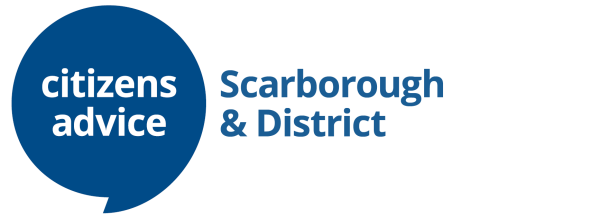 citizens
advice
Scarborough
& District